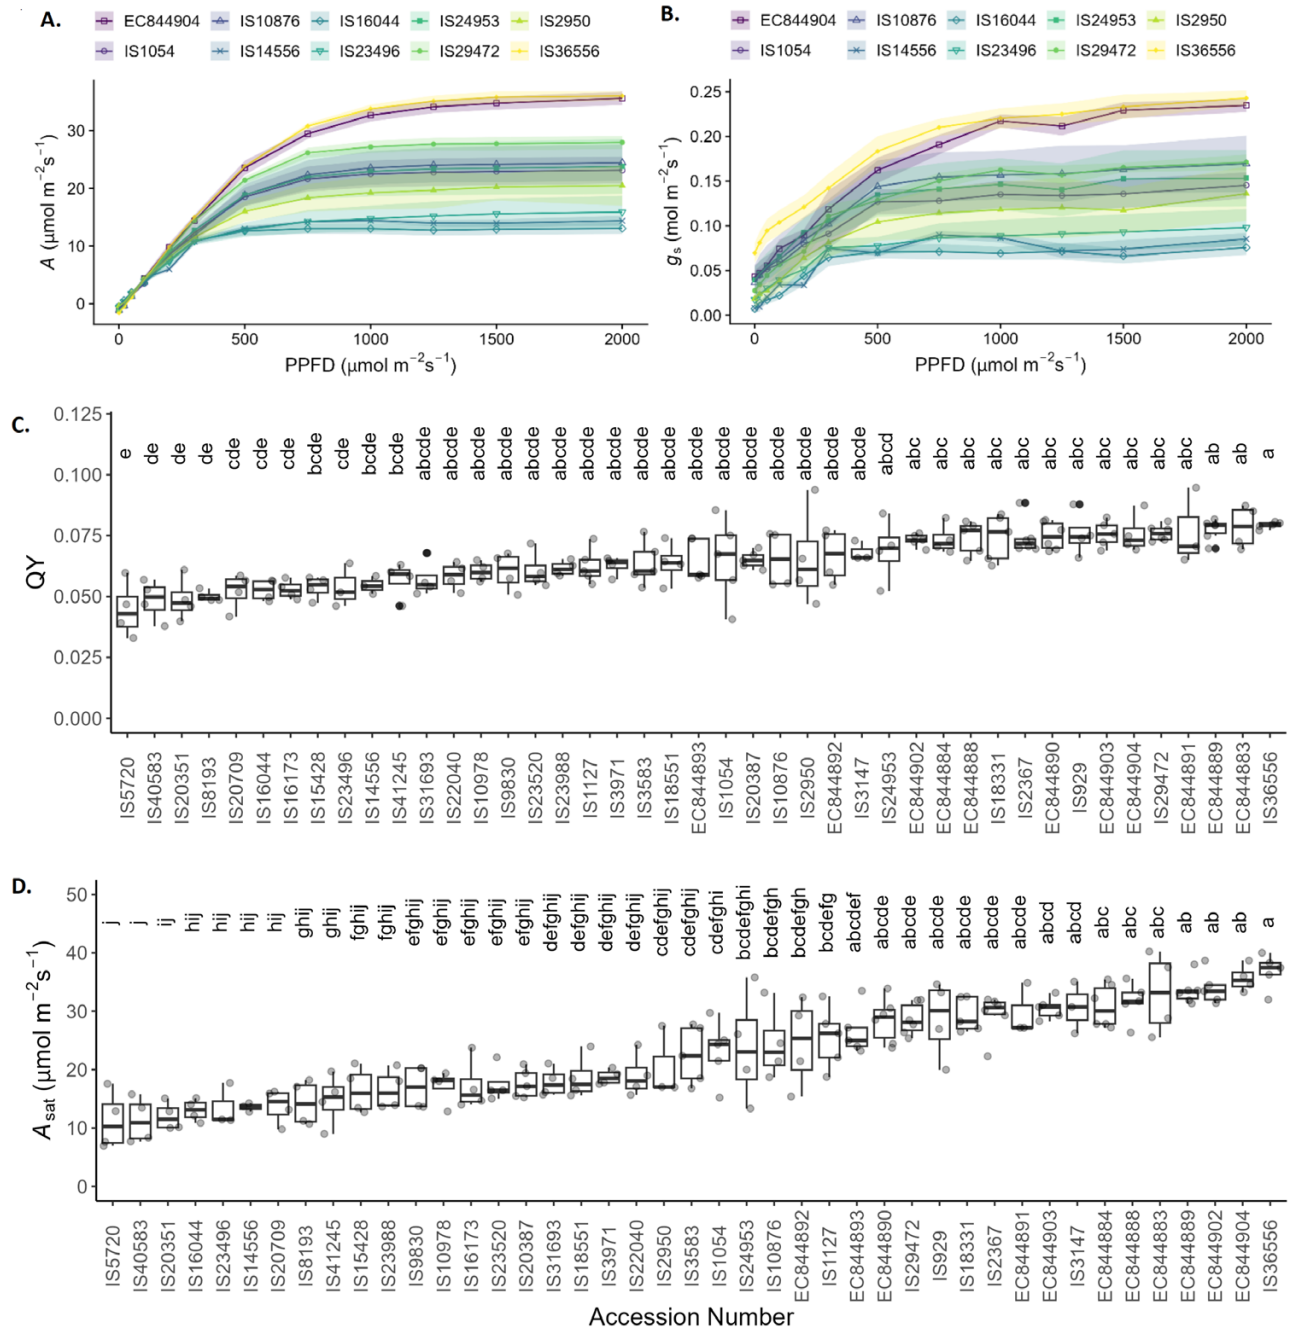 A.
EC844904 IS10876 IS16044 IS24953 IS2950
IS1054 IS14556 IS23496 IS29472 IS36556
A (μmol m−2s−1)
30
20
10
0
0 500 1000 1500 2000
PPFD (μmol m−2s−1)
B.
EC844904 IS10876 IS16044 IS24953 IS2950
IS1054 IS14556 IS23496 IS29472 IS36556
gs (mol m−2s−1)
0.25
0.20
0.15
0.10
0.05
0.00
0 500 1000 1500 2000
PPFD (μmol m−2s−1)
C.
QY
0.125
0.100
0.075
0.050
0.025
0.000
e de de de cde cde cde bcde cde bcde bcde abcde abcde abcde abcde abcde abcde abcde abcde abcde abcde abcde abcde abcde abcde abcde abcde abcde abcd abc abc abc abc abc abc abc abc abc abc abc ab ab a
IS5720 IS40583 IS20351 IS8193 IS20709 IS16044 IS16173 IS15428 IS23496 IS14556 IS41245 IS31693 IS22040 IS10978 IS9830 IS23520 IS23988 IS1127 IS3971 IS3583 IS18551 EC844893 IS1054 IS20387 IS10876 IS2950 EC844892 IS3147 IS24953 EC844902 EC844884 EC844888 IS18331 IS2367 EC844890 IS929 EC844903 EC844904 IS29472 EC844891 EC844889 EC844883 IS36556
D.
Asat (μmol m−2s−1)
50
40
30
20
10
0
j j ij hij hij hij hij ghij ghij fghij fghij efghij efghij efghij efghij efghij defghij defghij defghij defghij cdefghij cdefghij cdefghi bcdefghi bcdefgh bcdefgh bcdefg abcdef abcde abcde abcde abcde abcde abcde abcd abcd abc abc abc ab ab ab a
IS5720 IS40583 IS20351 IS16044 IS23496 IS14556 IS20709 IS8193 IS41245 IS15428 IS23988 IS9830 IS10978 IS16173 IS23520 IS20387 IS31693 IS18551 IS3971 IS22040 IS2950 IS3583 IS1054 IS24953 IS10876 EC844892 IS1127 EC844893 EC844890 IS29472 IS929 IS18331 IS2367 EC844891 EC844903 IS3147 EC844884 EC844888 EC844883 EC844889 EC844902 EC844904 IS36556
Accession Number